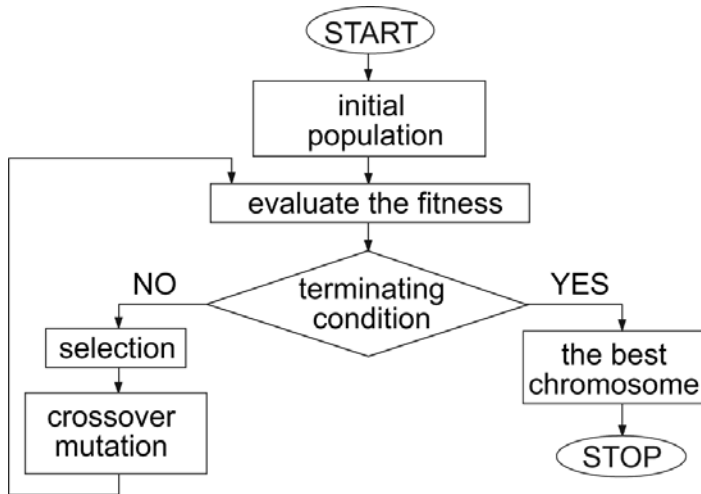 START
initial
population
evaluate the fitness
NO
terminating
condition
YES
selection
crossover
mutation
the best
chromosome
STOP